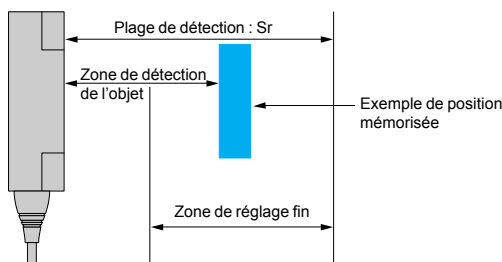 Plage de détection : Sr
Zone de détection
de l'objet
Exemple de position
mémorisée
Zone de réglage fin